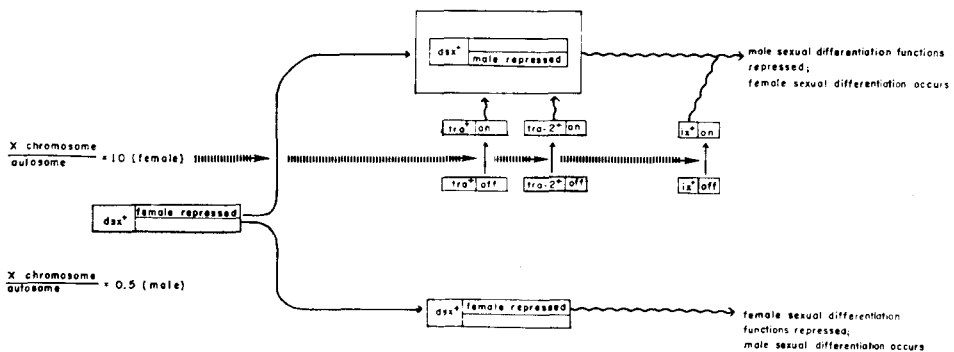 dsx+
male repressed
male sexual differentiation functions
repressed;
female sexual differentiation occurs
tra+ on
tra-2+ on
ix+ on
X chromosome
autosome
= 1.0 (female)
tra+ off
tra-2+ off
ix+ off
dsx+
female repressed
X chromosome
autosome
= 0.5 (male)
dsx+
female repressed
female sexual differentiation
functions repressed;
male sexual differentiation occurs